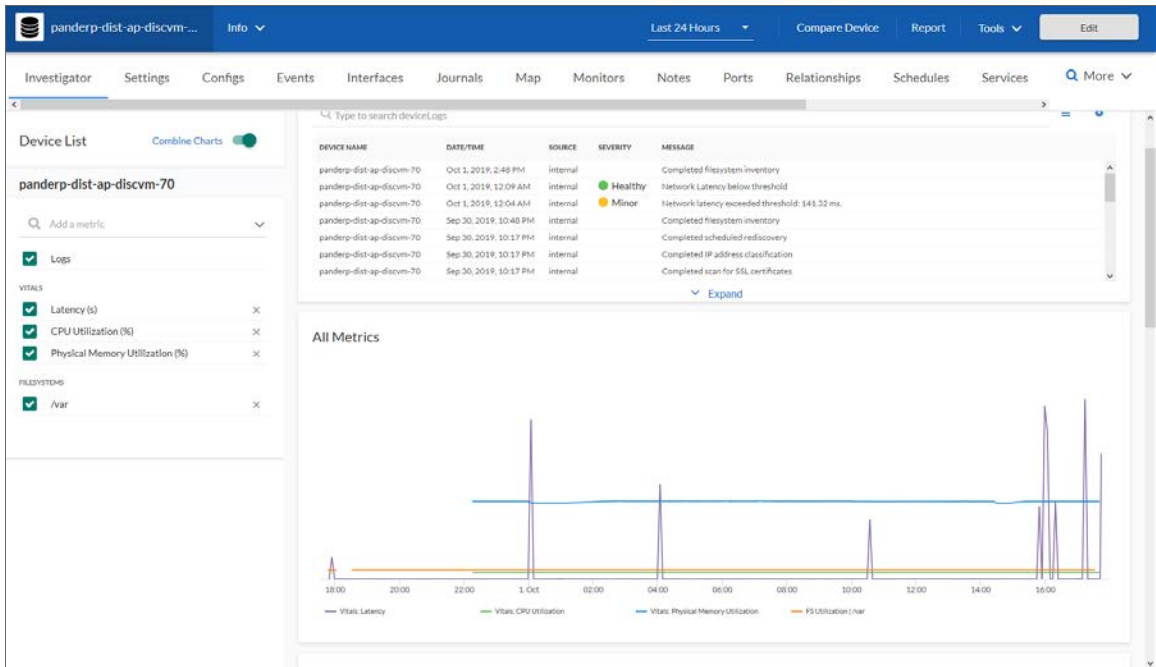 panderp-dist-ap-discvm-... Info Last 24 Hours Compare Device Report Tools Edit
Investigator Settings Configs Events Interfaces Journals Map Monitors Notes Ports Relationships Schedules Services More
Device List Combine Charts
panderp-dist-ap-discvm-70
Add a metric
Logs
VITALS
Latency (s)
CPU Utilization (%)
Physical Memory Utilization (%)
FILESYSTEMS
/var
Type to search deviceLogs
DEVICE NAME DATE/TIME SOURCE SEVERITY MESSAGE
panderp-dist-ap-discvm-70 Oct 1, 2019, 2:48 PM internal Completed filesystem inventory
panderp-dist-ap-discvm-70 Oct 1, 2019, 12:09 AM internal Healthy Network Latency below threshold
panderp-dist-ap-discvm-70 Oct 1, 2019, 12:04 AM internal Minor Network latency exceeded threshold: 141.32 ms.
panderp-dist-ap-discvm-70 Sep 30, 2019, 10:48 PM internal Completed filesystem inventory
panderp-dist-ap-discvm-70 Sep 30, 2019, 10:17 PM internal Completed scheduled rediscovery
panderp-dist-ap-discvm-70 Sep 30, 2019, 10:17 PM internal Completed IP address classification
panderp-dist-ap-discvm-70 Sep 30, 2019, 10:17 PM internal Completed scan for SSL certificates
Expand
All Metrics
18:00 20:00 22:00 1. Oct 02:00 04:00 06:00 08:00 10:00 12:00 14:00 16:00
Vitals: Latency Vitals: CPU Utilization Vitals: Physical Memory Utilization FS Utilization | /var